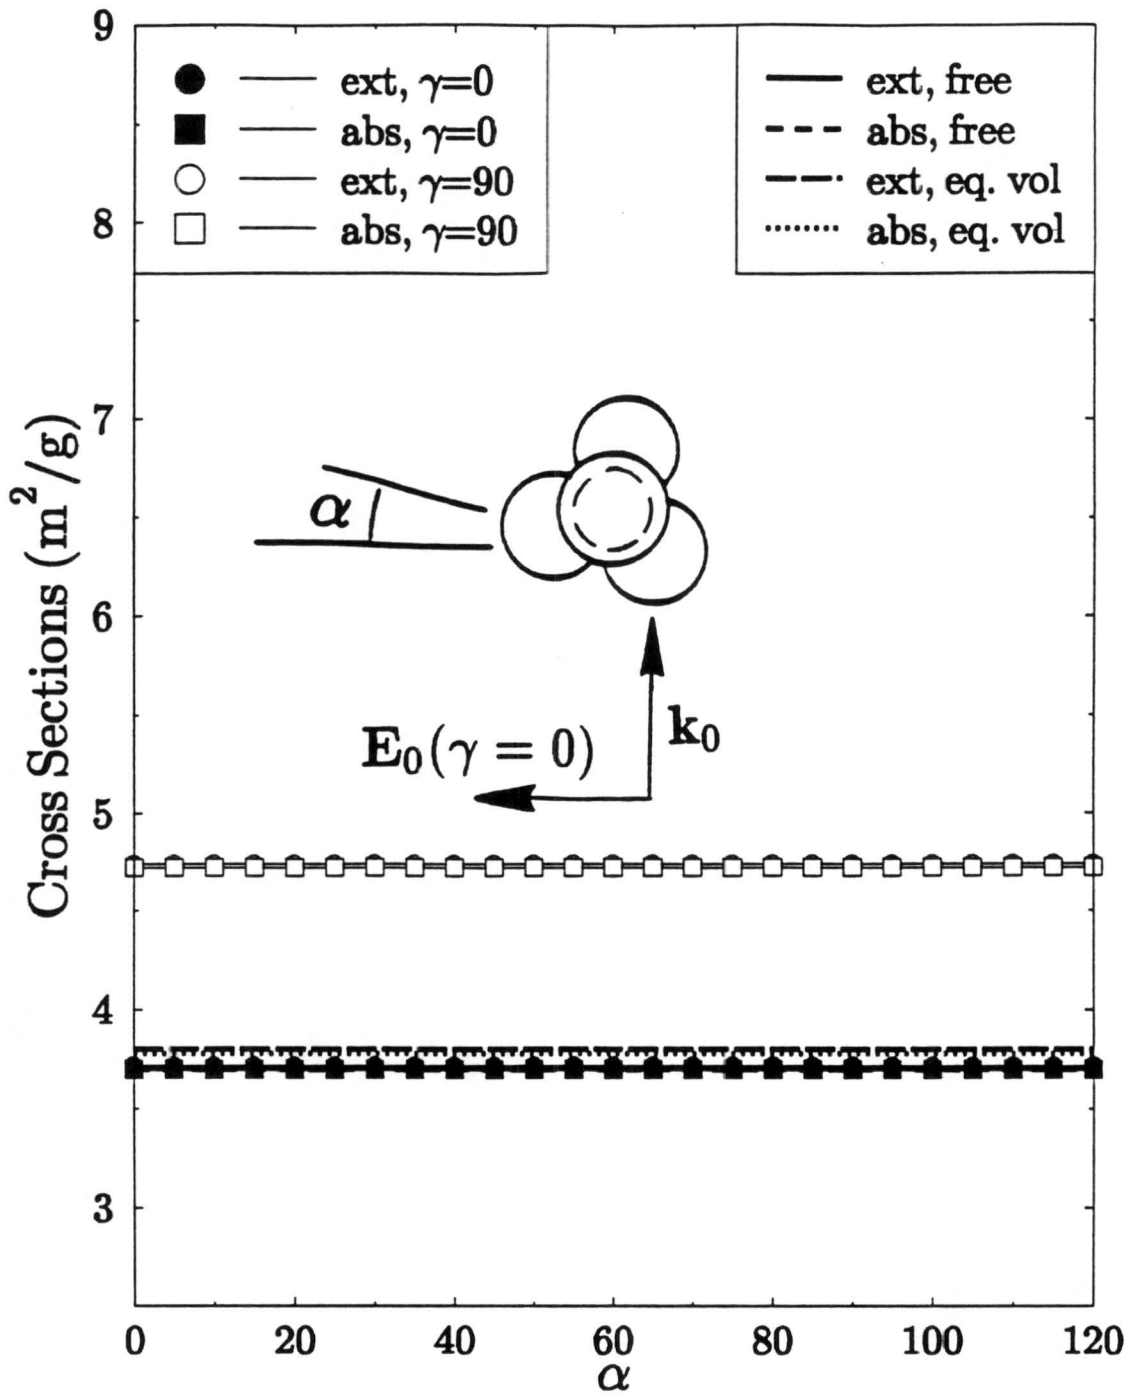 9
ext, γ=0
abs, γ=0
ext, γ=90
abs, γ=90
ext, free
abs, free
ext, eq. vol
abs, eq. vol
8
7
α
6
E₀(γ = 0)
k₀
5
4
3
Cross Sections (m²/g)
0 20 40 60 80 100 120
α